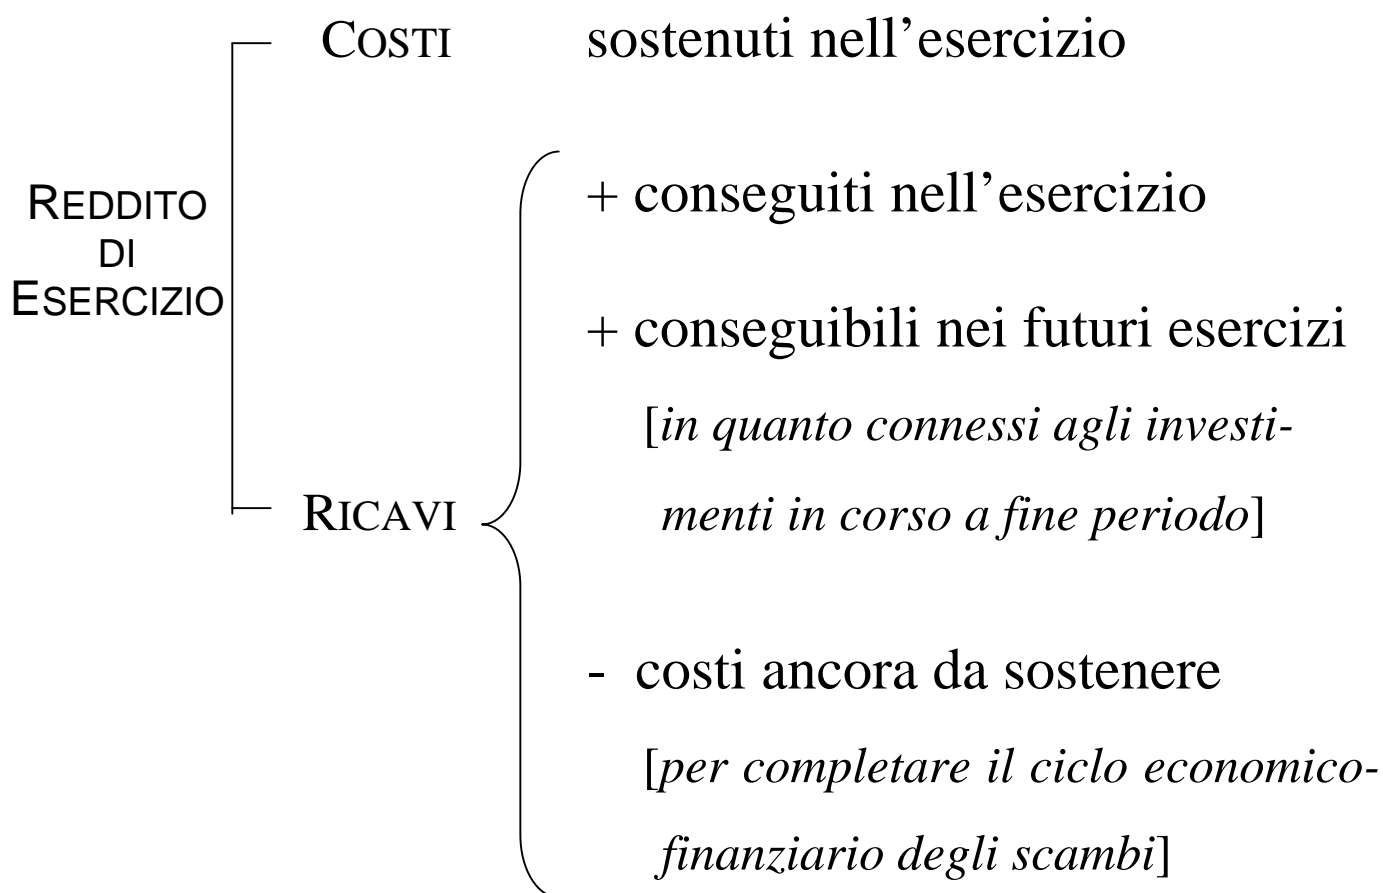 COSTI sostenuti nell’esercizio
+ conseguiti nell’esercizio
REDDITO
DI
ESERCIZIO
+ conseguibili nei futuri esercizi
[in quanto connessi agli investi-
menti in corso a fine periodo]
RICAVI
- costi ancora da sostenere
[per completare il ciclo economico-
finanziario degli scambi]